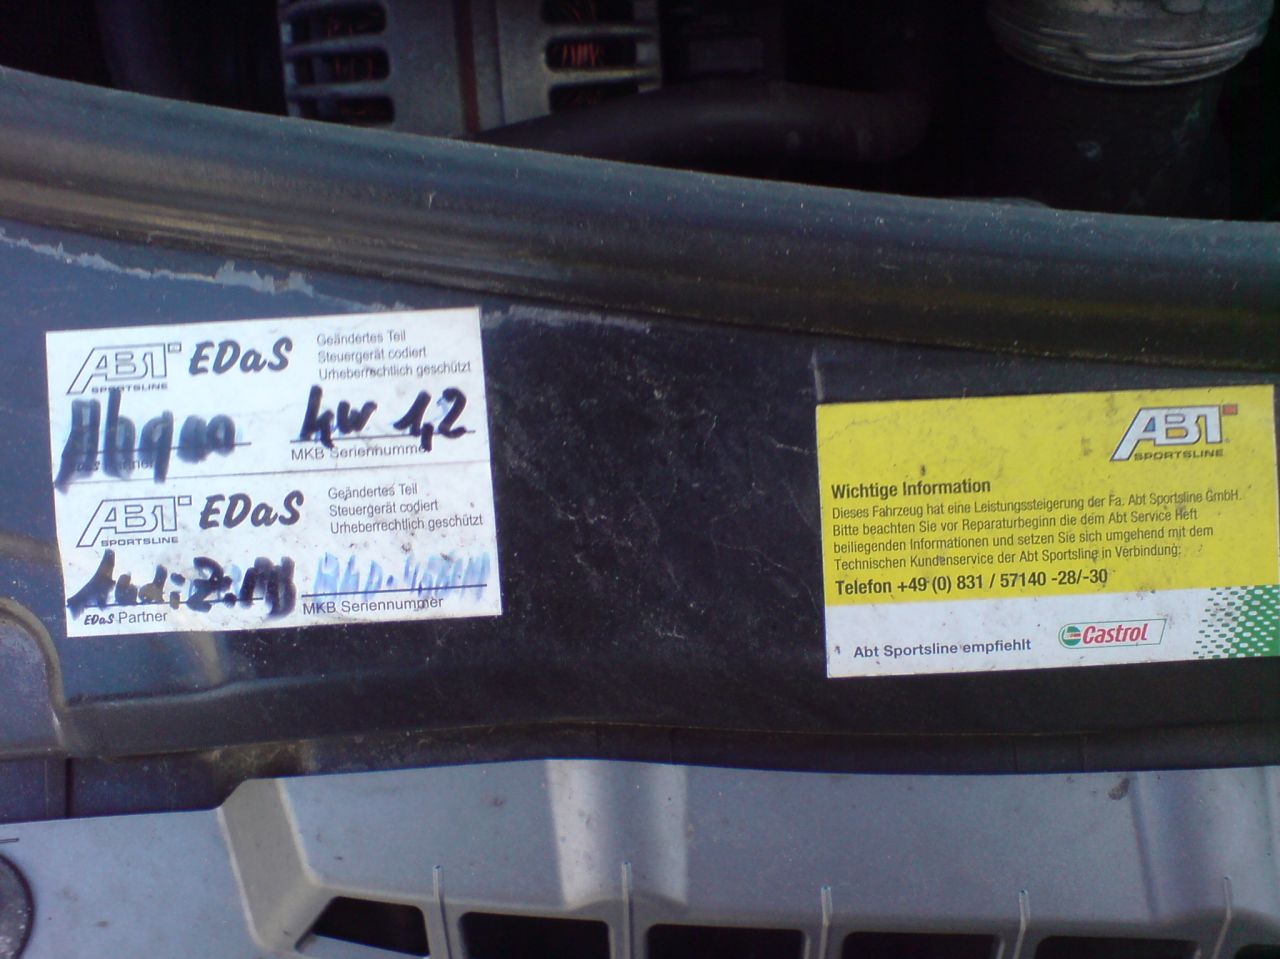 ABT SPORTSLINE
EDaS
Geändertes Teil
Steuergerät codiert
Urheberrechtlich geschützt
kw 1,2
MKB Seriennummer
ABT SPORTSLINE
EDaS
Geändertes Teil
Steuergerät codiert
Urheberrechtlich geschützt
EDaS Partner
MKB Seriennummer
ABT SPORTSLINE
Wichtige Information
Dieses Fahrzeug hat eine Leistungssteigerung der Fa. Abt Sportsline GmbH.
Bitte beachten Sie vor Reparaturbeginn die dem Abt Service Heft
beiliegenden Informationen und setzen Sie sich umgehend mit dem
Technischen Kundenservice der Abt Sportsline in Verbindung:
Telefon +49 (0) 831 / 57140 -28/-30
Abt Sportsline empfiehlt
Castrol